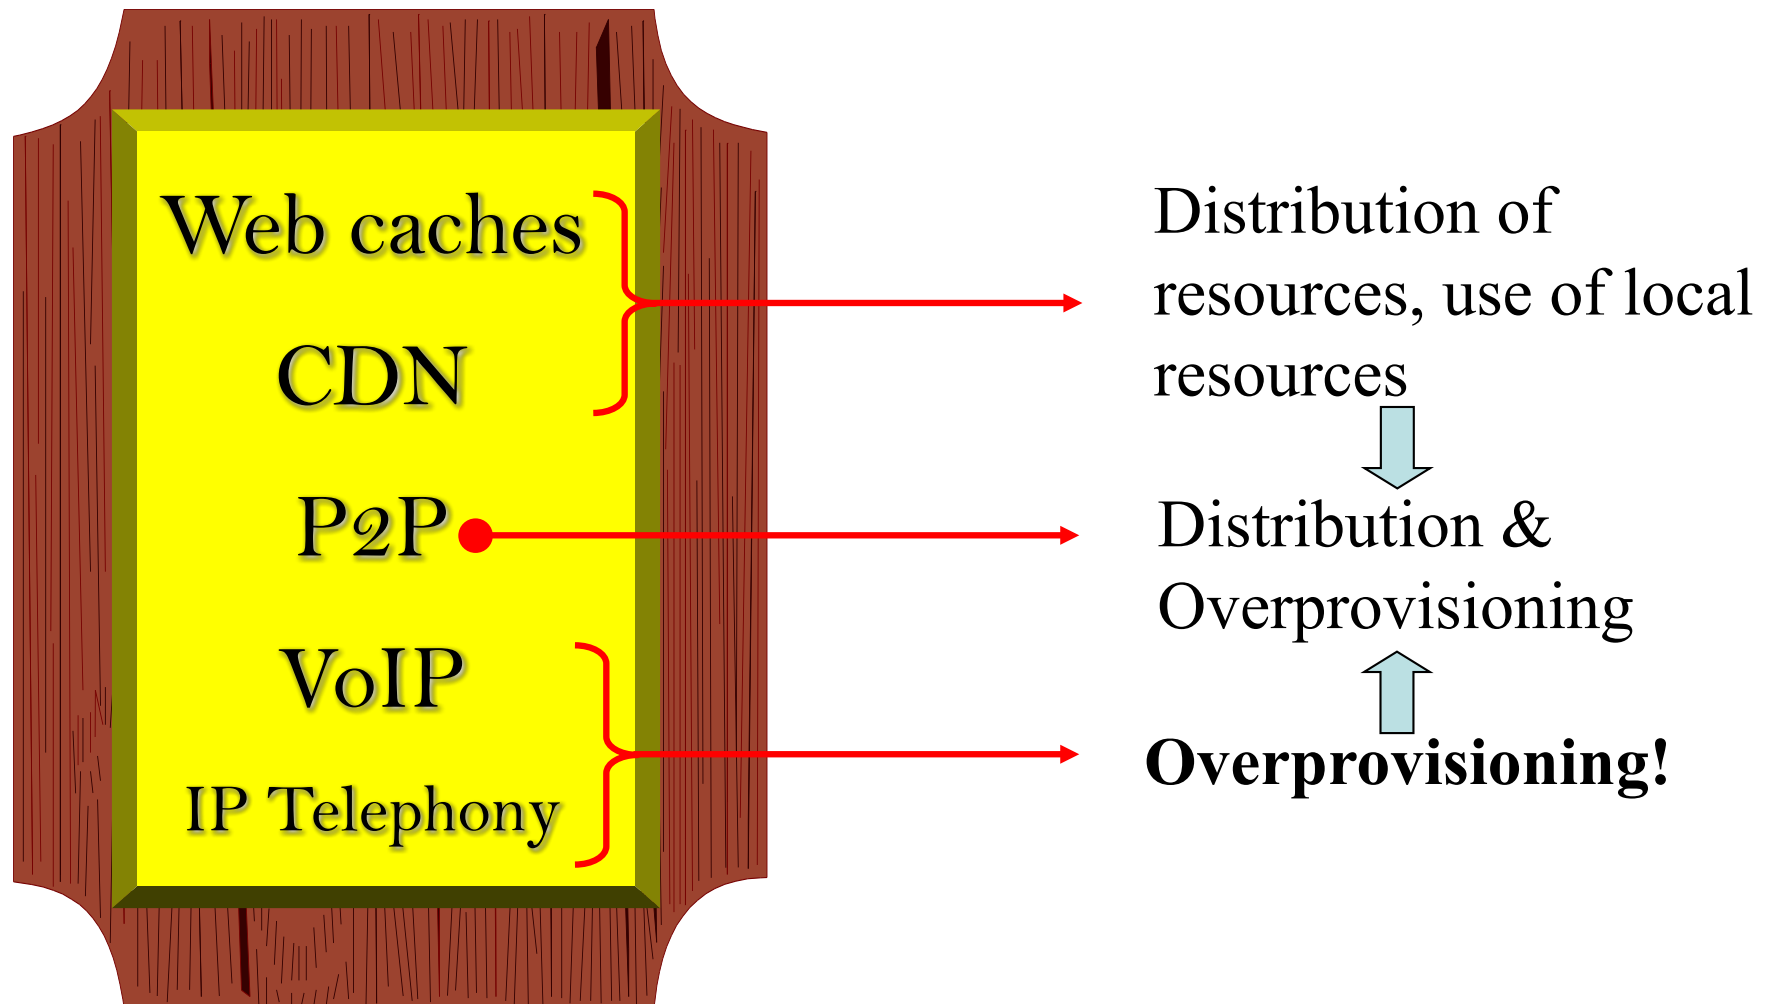 Web caches
CDN
P2P
VoIP
IP Telephony
Distribution of
resources, use of local
resources
Distribution &
Overprovisioning
Overprovisioning!